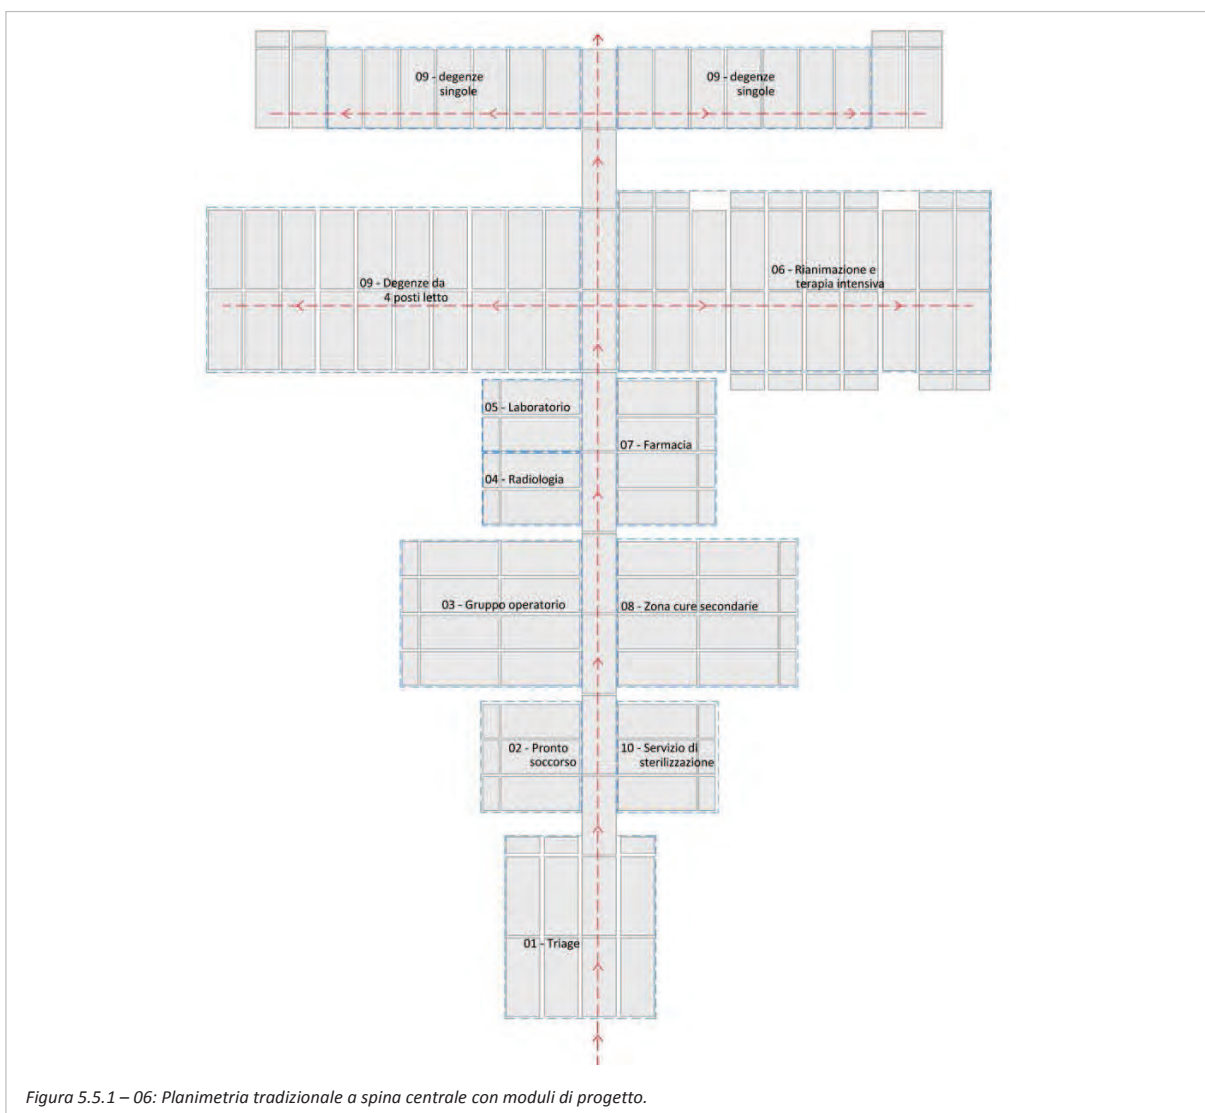 09 - degenze
singole
09 - degenze
singole
09 - Degenze da
4 posti letto
06 - Rianimazione e
terapia intensiva
05 - Laboratorio
07 - Farmacia
04 - Radiologia
03 - Gruppo operatorio
08 - Zona cure secondarie
02 - Pronto
soccorso
10 - Servizio di
sterilizzazione
01 - Triage
Figura 5.5.1 – 06: Planimetria tradizionale a spina centrale con moduli di progetto.